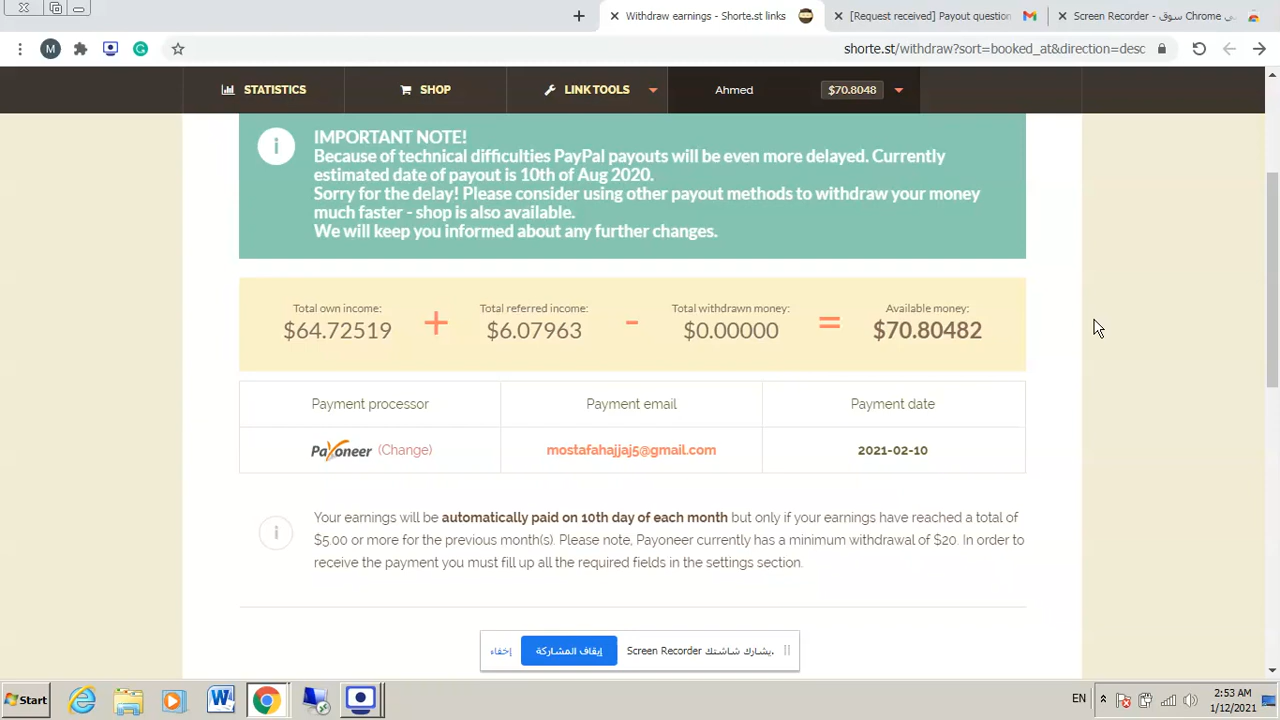 Withdraw earnings - Shorte.st links
[Request received] Payout question
Screen Recorder - سوق Chrome
M
shorte.st/withdraw?sort=booked_at&direction=desc
STATISTICS
SHOP
LINK TOOLS
Ahmed
$70.8048
IMPORTANT NOTE!
Because of technical difficulties PayPal payouts will be even more delayed. Currently
estimated date of payout is 10th of Aug 2020.
Sorry for the delay! Please consider using other payout methods to withdraw your money
much faster - shop is also available.
We will keep you informed about any further changes.
Total own income:
$64.72519
+
Total referred income:
$6.07963
-
Total withdrawn money:
$0.00000
=
Available money:
$70.80482
Payment processor
Payment email
Payment date
Payoneer (Change)
mostafahajjaj5@gmail.com
2021-02-10
Your earnings will be automatically paid on 10th day of each month but only if your earnings have reached a total of
$5.00 or more for the previous month(s). Please note, Payoneer currently has a minimum withdrawal of $20. In order to
receive the payment you must fill up all the required fields in the settings section.
يشارك شاشتك Screen Recorder.
إيقاف المشاركة
إخفاء
Start
EN
2:53 AM
1/12/2021